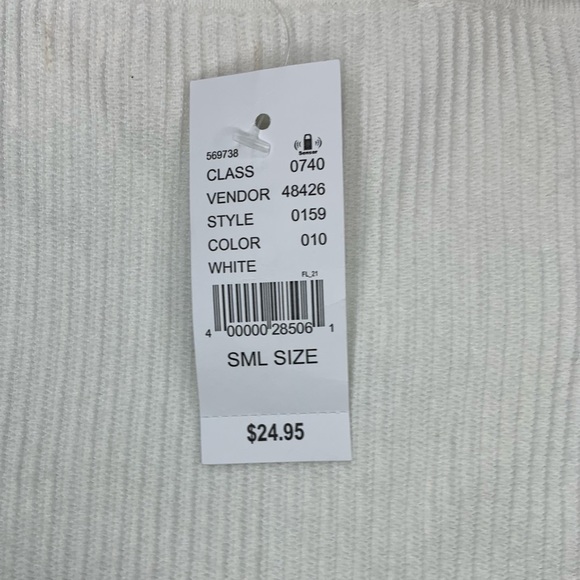 569738
Sensor
CLASS 0740
VENDOR 48426
STYLE 0159
COLOR 010
WHITE
FL_21
4 00000 28506 1
SML SIZE
$24.95